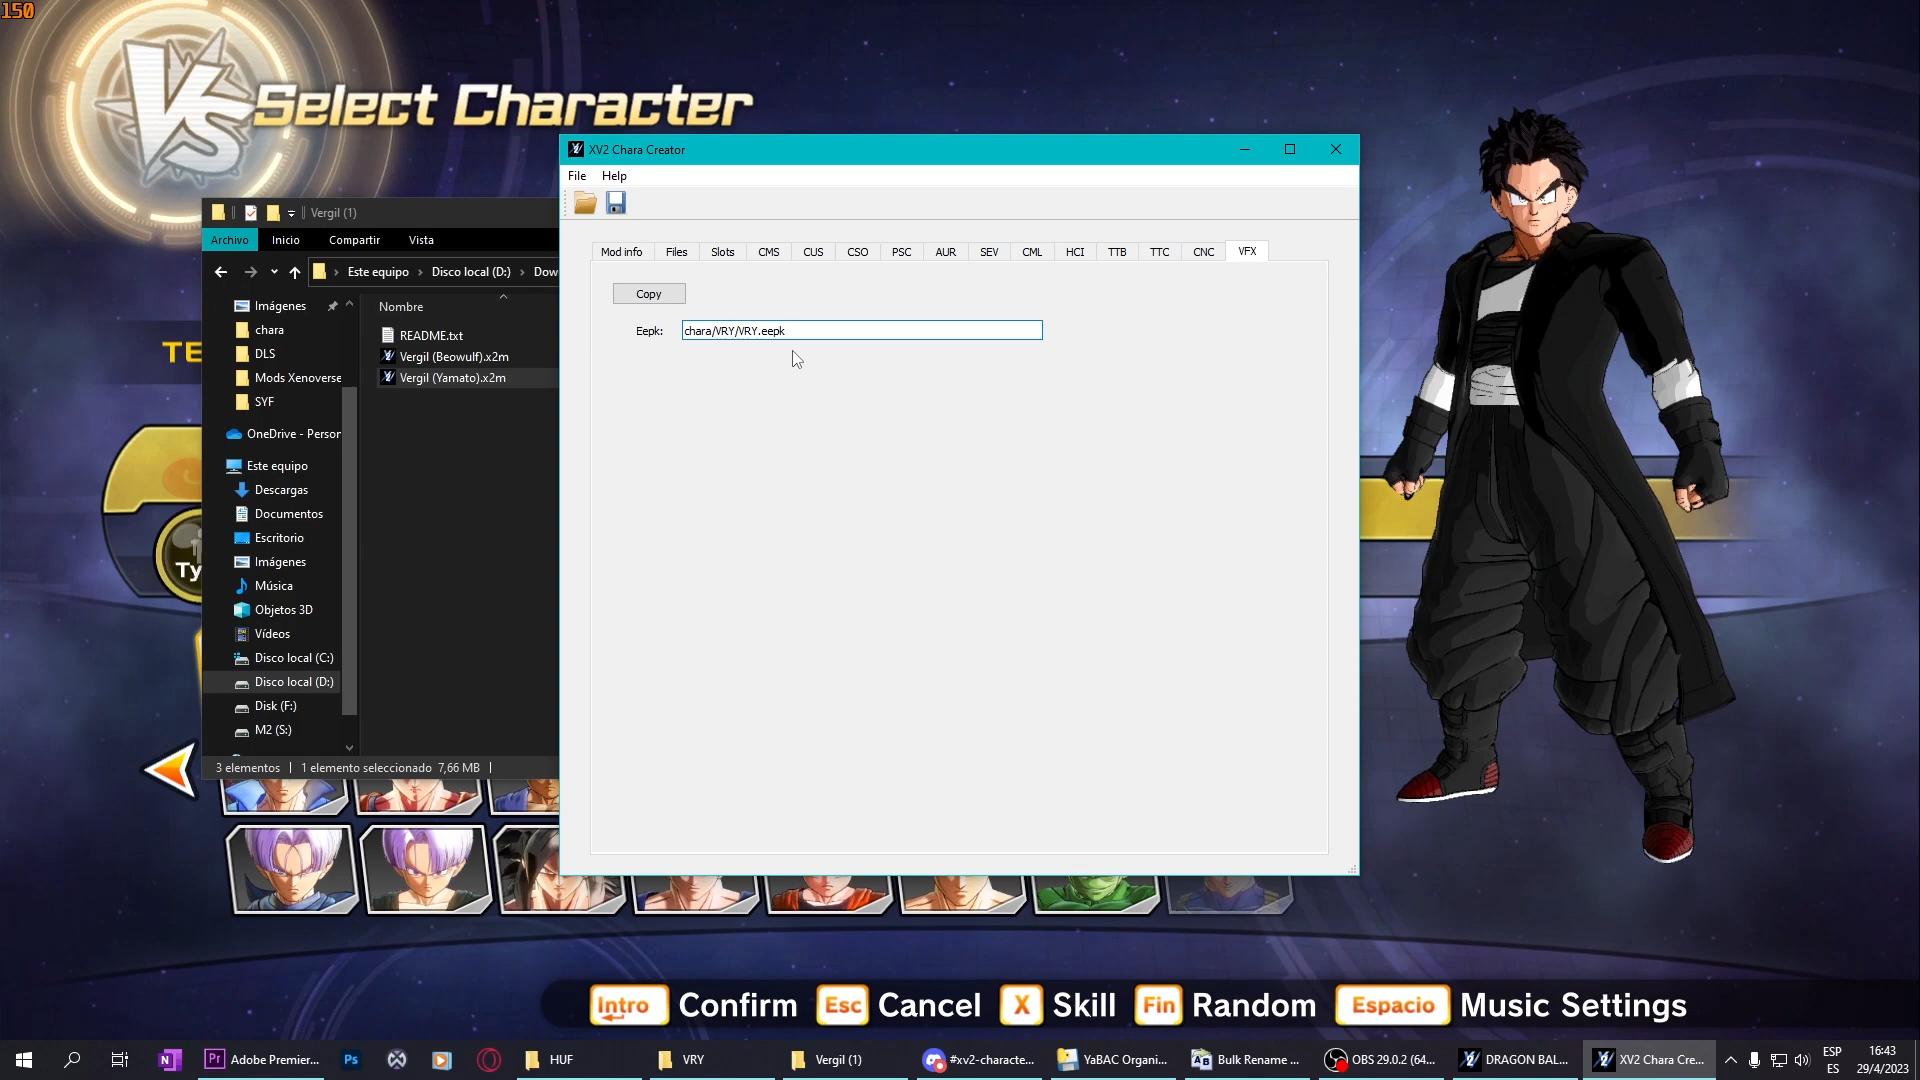 150
VS
Select Character
XV2 Chara Creator
File Help
Vergil (1)
Archivo Inicio Compartir Vista
Este equipo Disco local (D:) Dow
Mod info Files Slots CMS CUS CSO PSC AUR SEV CML HCI TTB TTC CNC VFX
Copy
Eepk: chara/VRY/VRY.eepk
Nombre
README.txt
Vergil (Beowulf).x2m
Vergil (Yamato).x2m
Imágenes
chara
DLS
Mods Xenoverse
SYF
OneDrive - Person
Este equipo
Descargas
Documentos
Escritorio
Imágenes
Música
Objetos 3D
Vídeos
Disco local (C:)
Disco local (D:)
Disk (F:)
M2 (S:)
3 elementos 1 elemento seleccionado 7,66 MB
TE
Ty
Intro Confirm Esc Cancel X Skill Fin Random Espacio Music Settings
Adobe Premier... HUF VRY Vergil (1) #xv2-characte... YaBAC Organi... Bulk Rename ... OBS 29.0.2 (64... DRAGON BAL... XV2 Chara Cre...
ESP
ES
16:43
29/4/2023